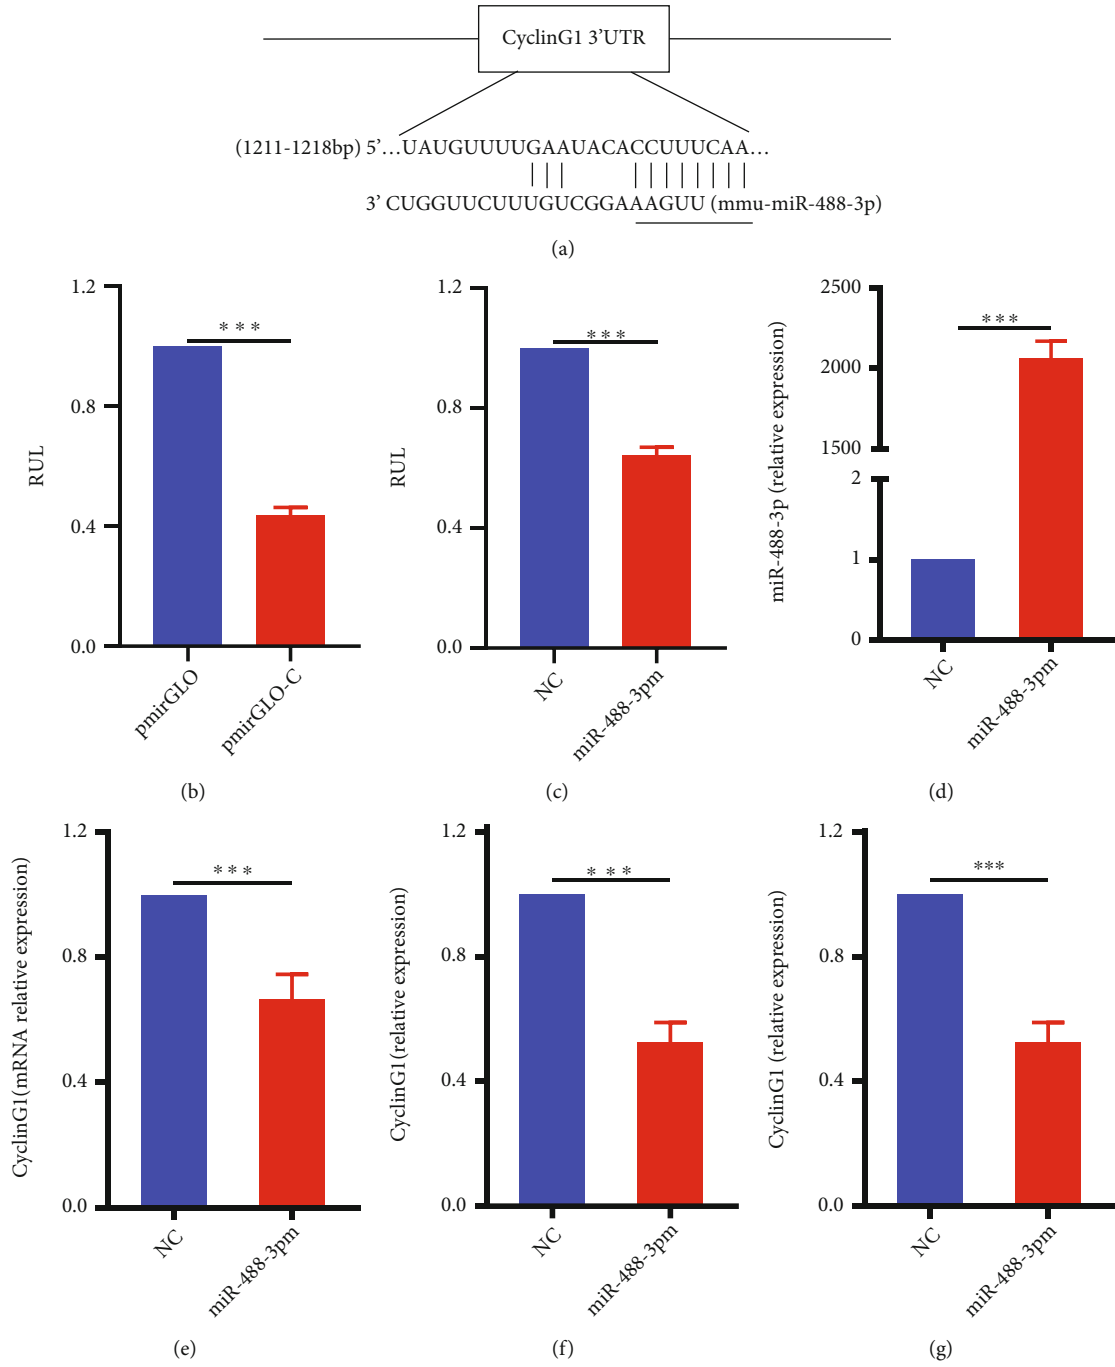 CyclinG1 3'UTR
(1211-1218bp) 5'...UAUGUUUUGAAUACACCUUUCAA...
3' CUGGUUCUUUGUCGGAAAGUU (mmu-miR-488-3p)
(a)
1.2
0.8
0.4
0.0
RUL
***
pmirGLO
pmirGLO-C
(b)
1.2
0.8
0.4
0.0
RUL
***
NC
miR-488-3pm
(c)
2500
2000
1500
2
1
0
miR-488-3p (relative expression)
***
NC
miR-488-3pm
(d)
1.2
0.8
0.4
0.0
CyclinG1(mRNA relative expression)
***
NC
miR-488-3pm
(e)
1.2
0.8
0.4
0.0
CyclinG1(relative expression)
* * *
NC
miR-488-3pm
(f)
1.2
0.8
0.4
0.0
CyclinG1 (relative expression)
***
NC
miR-488-3pm
(g)